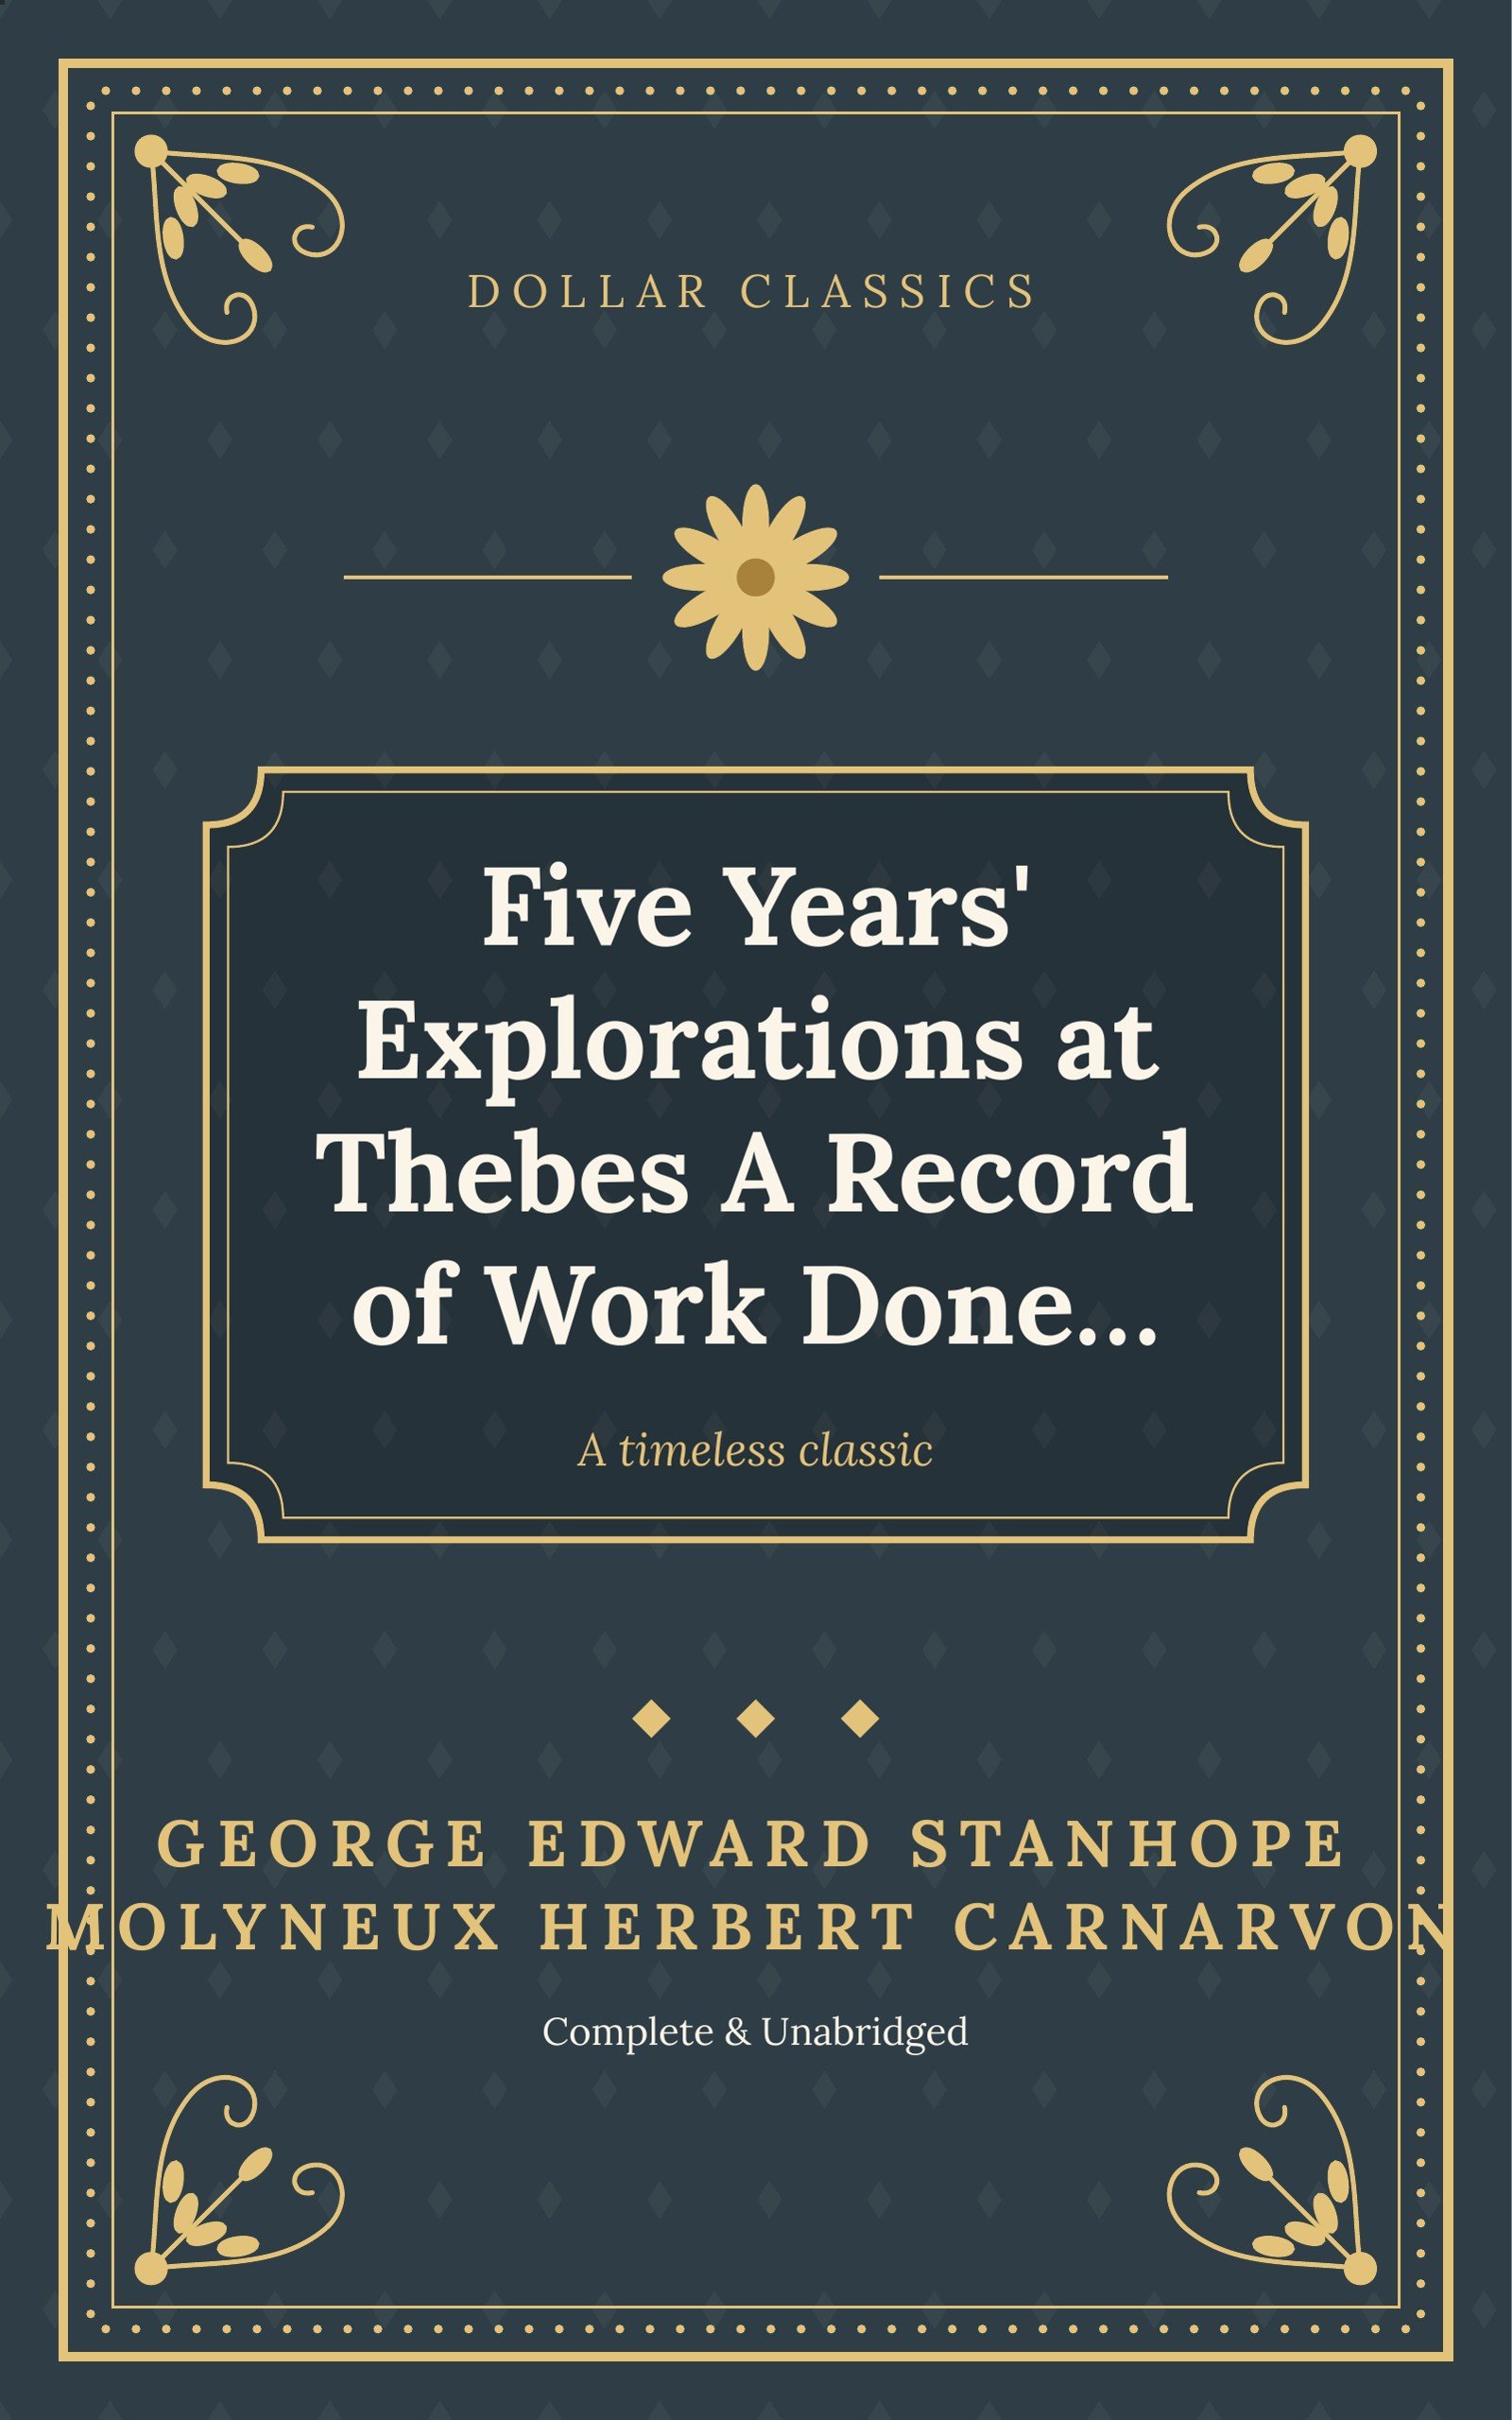 DOLLAR CLASSICS
Five Years'
Explorations at
Thebes A Record
of Work Done...
A timeless classic
GEORGE EDWARD STANHOPE
MOLYNEUX HERBERT CARNARVON
Complete & Unabridged